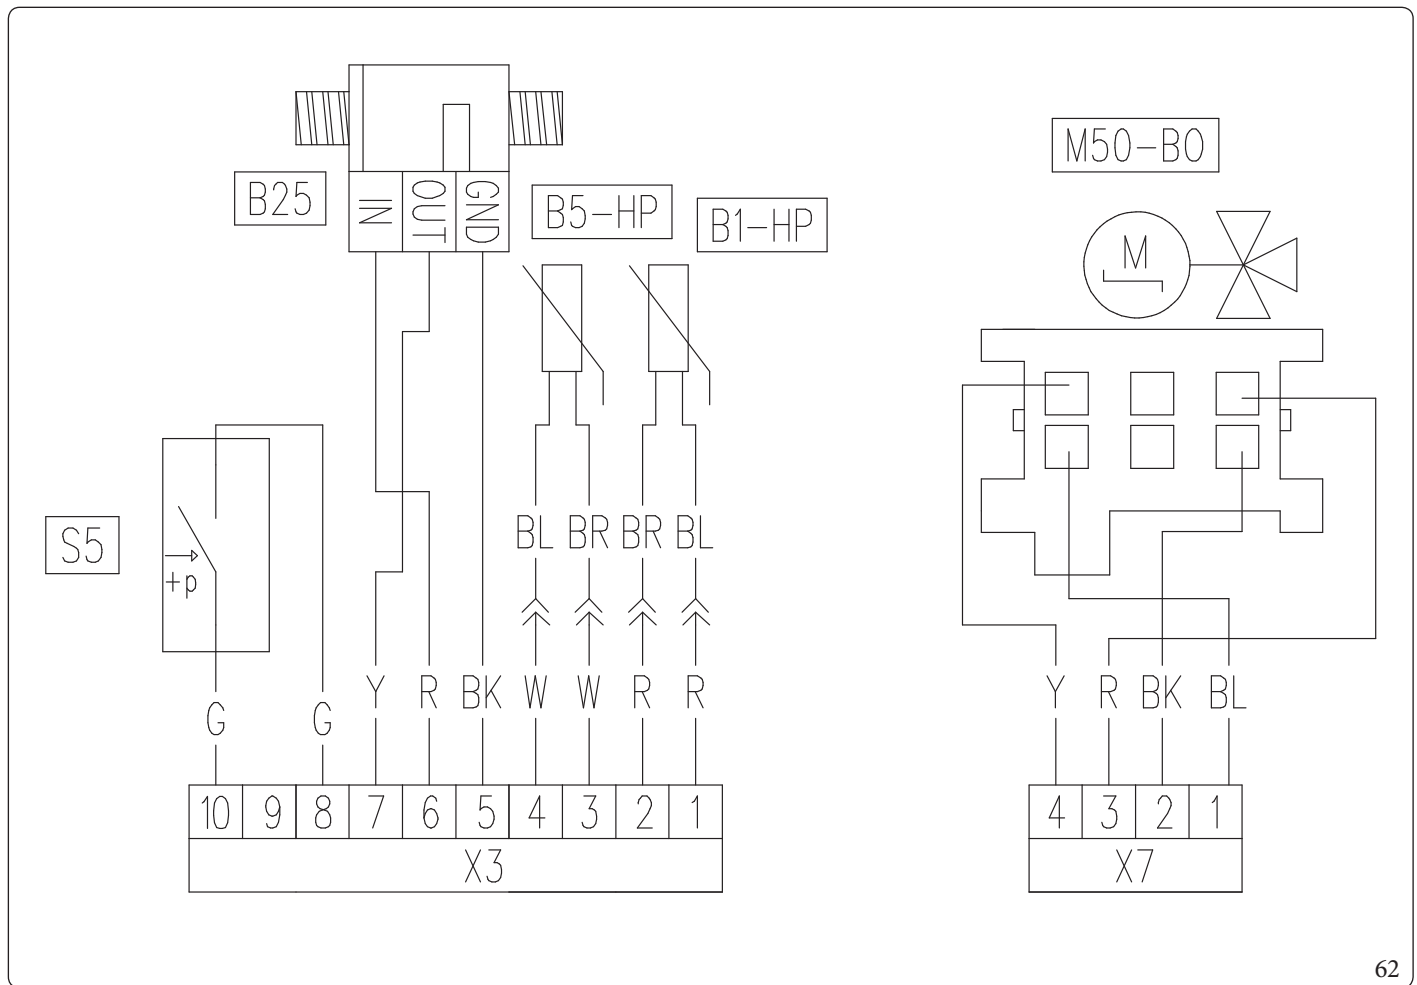 M50-B0
B25
IN
OUT
GND
B5-HP
B1-HP
M
S5
+p
BL BR BR BL
Y R BK W W R R
G G
Y R BK BL
10 9 8 7 6 5 4 3 2 1
X3
4 3 2 1
X7
62